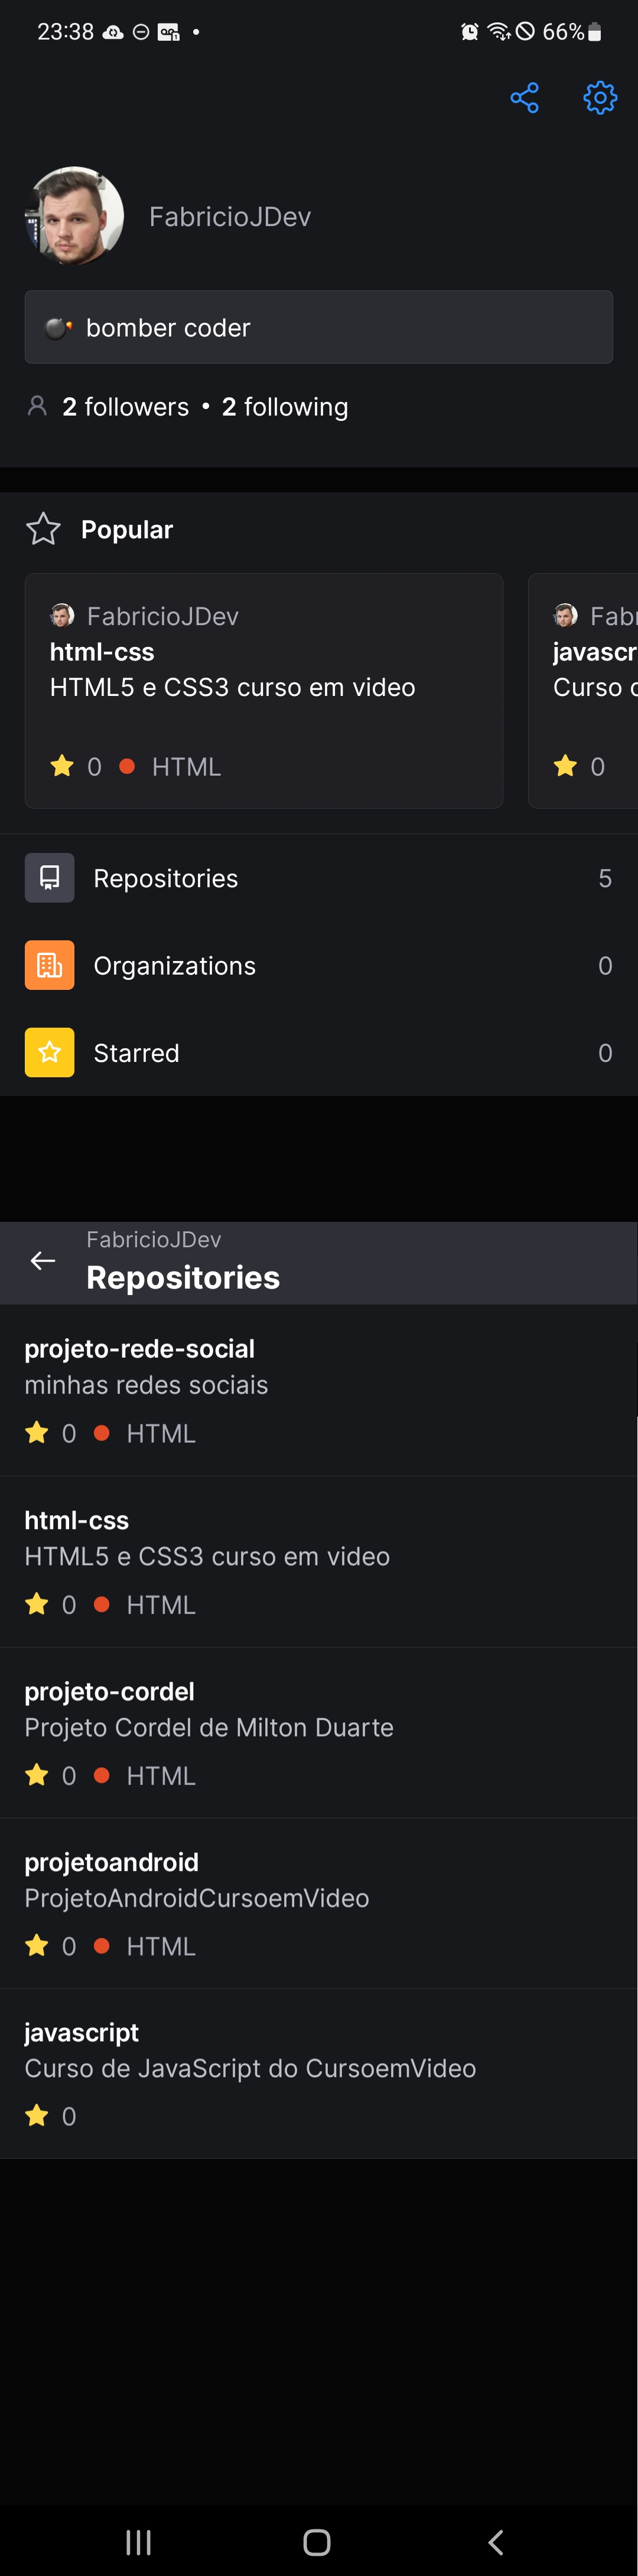 23:38
66%
FabricioJDev
bomber coder
2 followers • 2 following
Popular
FabricioJDev
html-css
HTML5 e CSS3 curso em video
0 HTML
Fabr
javascr
Curso
0
Repositories 5
Organizations 0
Starred 0
FabricioJDev
Repositories
projeto-rede-social
minhas redes sociais
0 HTML
html-css
HTML5 e CSS3 curso em video
0 HTML
projeto-cordel
Projeto Cordel de Milton Duarte
0 HTML
projetoandroid
ProjetoAndroidCursoemVideo
0 HTML
javascript
Curso de JavaScript do CursoemVideo
0